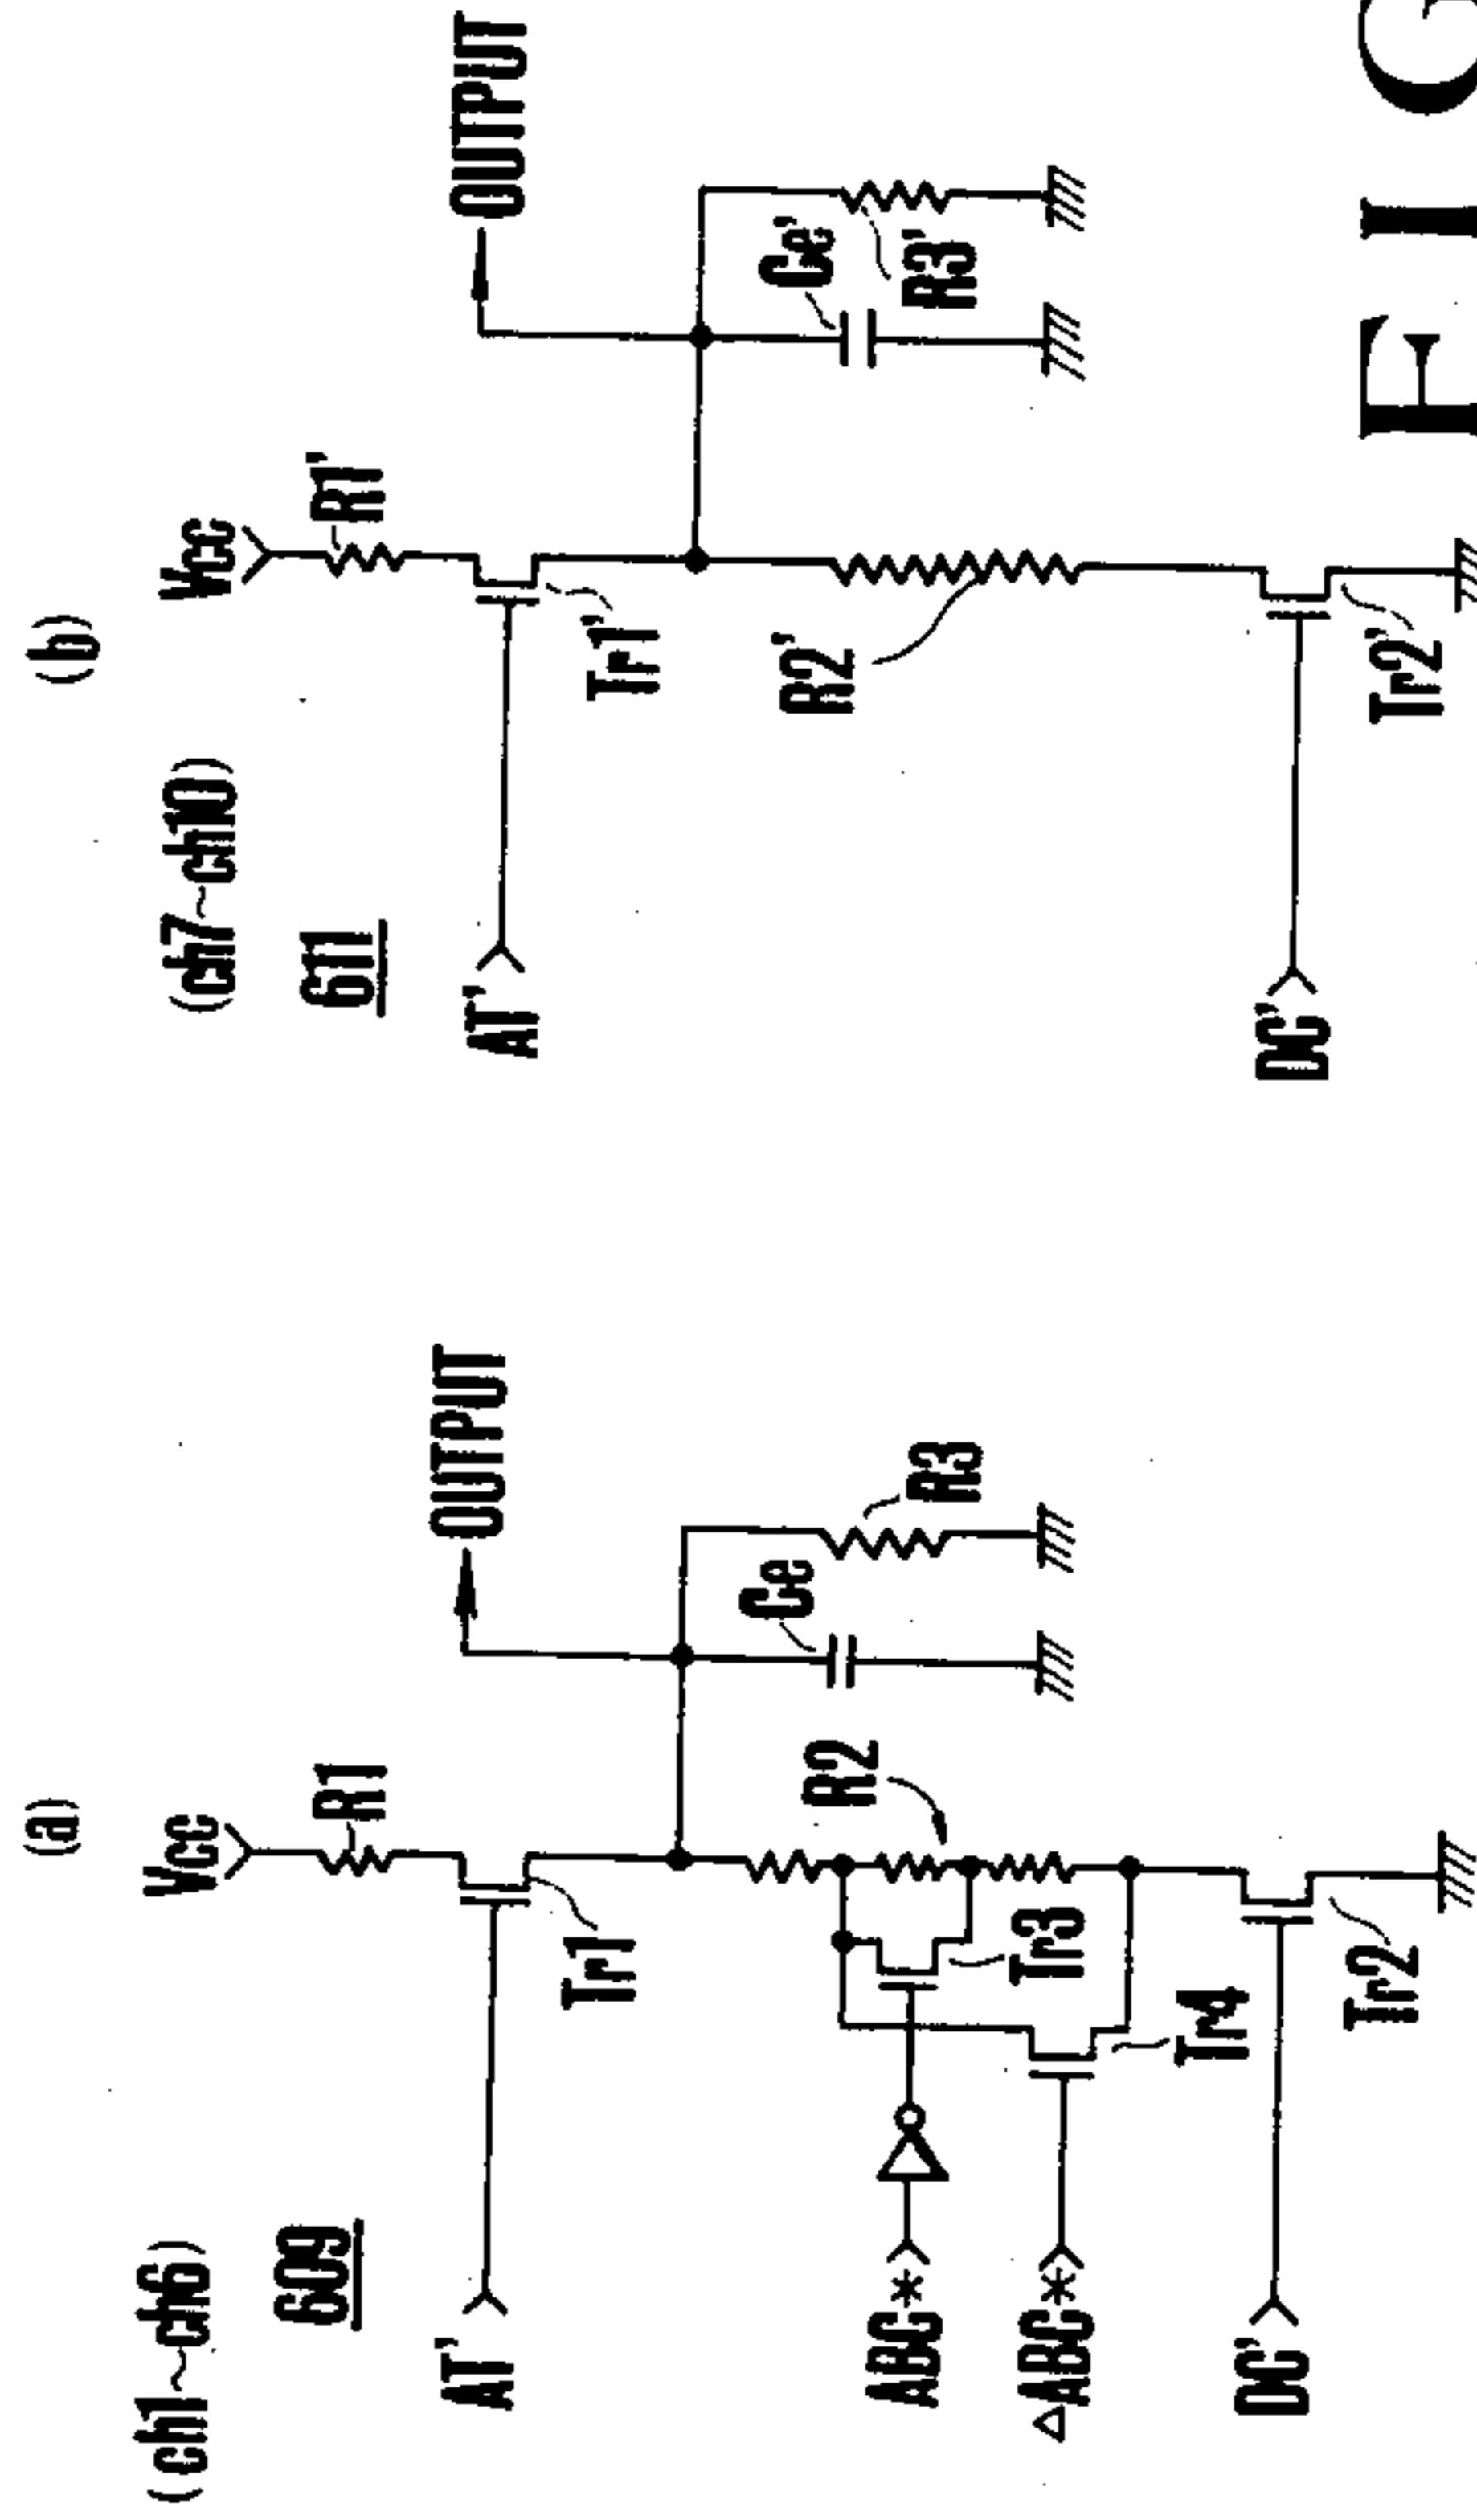 (a)
(ch1~ch6)
Vcc
609
R1
AT'
OUTPUT
Tr1
Ce
R2
R3
ABC*
Tr3
△ABC*
Tr4
DC'
Tr2
(b)
(ch7~ch10)
Vcc
611
R1'
AT'
OUTPUT
Tr1'
Ce'
R2'
R3'
DC'
Tr2'
FIG